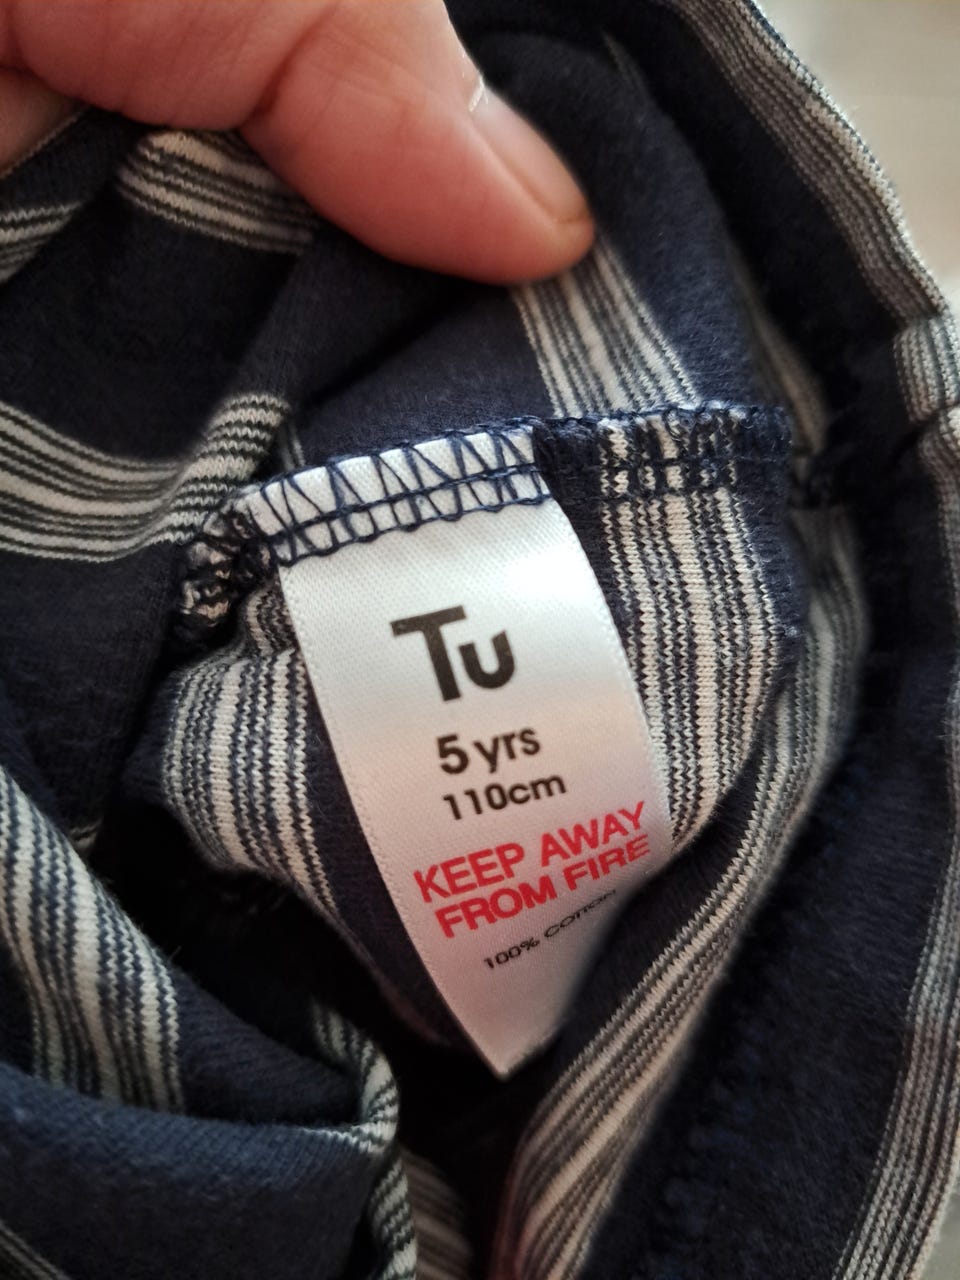 Tu
5 yrs
110cm
KEEP AWAY
FROM FIRE
100% COTTON